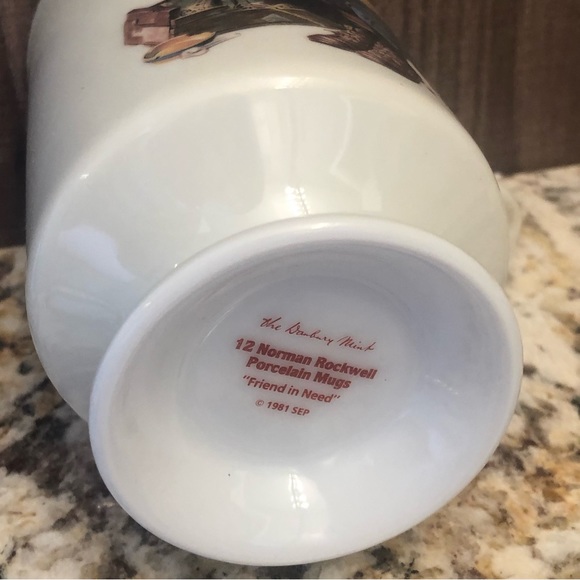 the Danbury Mint
12 Norman Rockwell
Porcelain Mugs
"Friend in Need"
© 1981 SEP